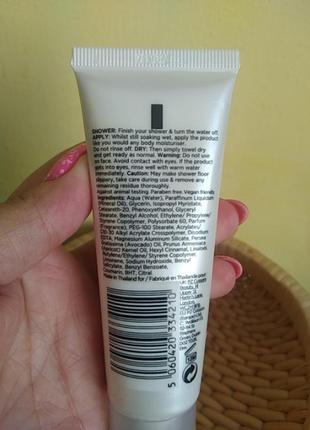 SHOWER: Finish your shower & turn the water off.
APPLY: Whilst still soaking wet, apply the product
like you would any body moisturiser.
Do not rinse off. DRY: Then simply towel dry
and get ready as normal. Warning: Do not use
on face. Avoid contact with eyes. If the product
gets into eyes, rinse well with warm water
immediately. Caution: May make shower floor
slippery, take care during use & remove any
remaining residue thoroughly.
against animal testing. Paraben free. Vegan friendly
Ingredients: Aqua (Water), Paraffinum Liquidum
(Mineral Oil), Glycerin, Isopropyl Myristate,
Ceteareth-20, Phenoxyethanol, Glyceryl
Stearate, Benzyl Alcohol, Ethylene/Propylene/
Styrene Copolymer, Polysorbate 60, Parfum
(Fragrance), PEG-100 Stearate, Acrylates/
C10-30 Alkyl Acrylate Crosspolymer, Disodium
EDTA, Magnesium Aluminum Silicate, Persea
Gratissima (Avocado) Oil, Prunus Armeniaca
Kernel Oil, Hexyl Cinnamal, Linalool,
Butylene/Ethylene/Styrene Copolymer,
Geraniol, Sodium Hydroxide, Benzyl
Salicylate, Benzyl Benzoate,
Coumarin, BHT, Citral
Made in Thailand for / Fabriqué en Thaïlande pour
5 060420 334210